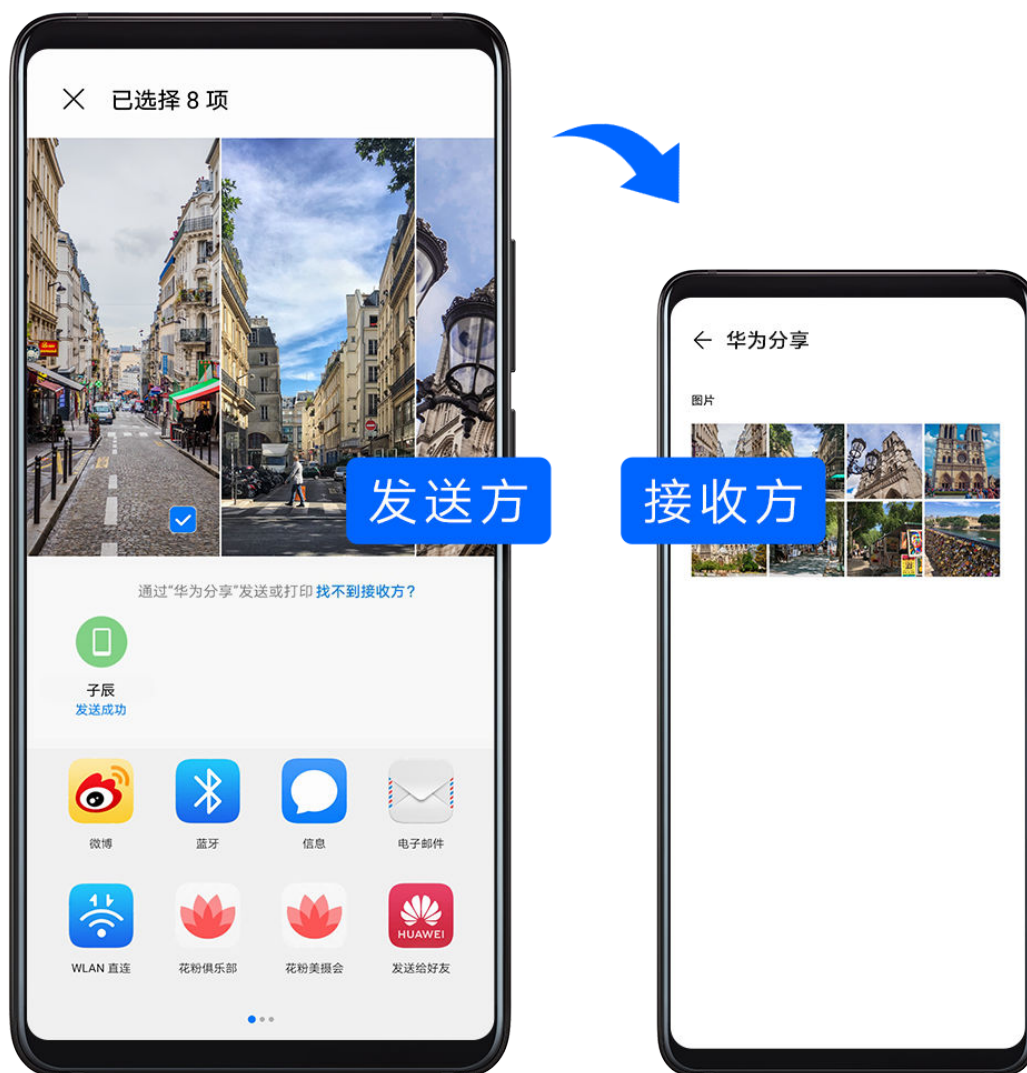 已选择 8 项
通过“华为分享”发送或打印 找不到接收方？
子辰
发送成功
微博
蓝牙
信息
电子邮件
HUAWEI
WLAN 直连
花粉俱乐部
花粉美摄会
发送给好友
发送方
接收方
华为分享
图片